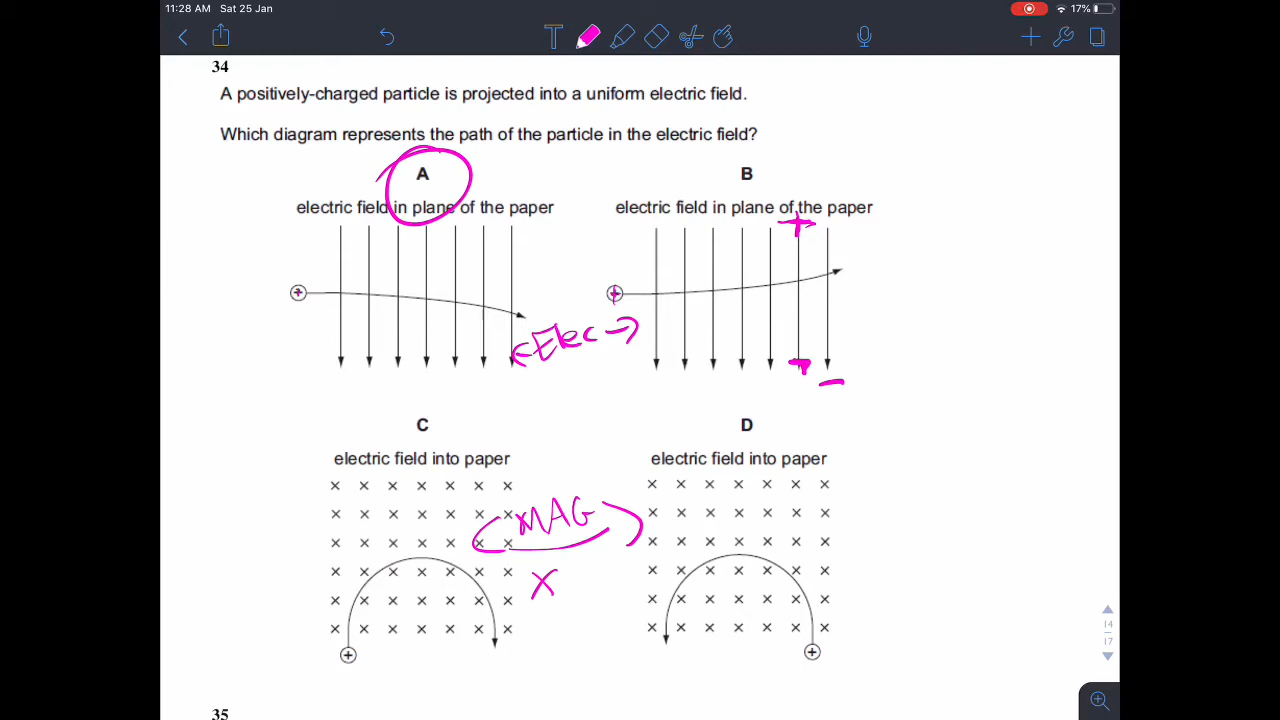 11:28 AM Sat 25 Jan
17%
34
A positively-charged particle is projected into a uniform electric field.
Which diagram represents the path of the particle in the electric field?
A
B
electric field in plane of the paper
electric field in plane of the paper
+
+
+
(Elec →)
−
C
D
electric field into paper
electric field into paper
× × × × × × ×
× × × × × × ×
× × × × × × ×
× × × × × × ×
× × × × × × ×
× × × × × × ×
× × × × × × ×
× × × × × × ×
× × × × × × ×
× × × × × × ×
× × × × × × ×
× × × × × × ×
(MAG)
X
+
+
14
17
35